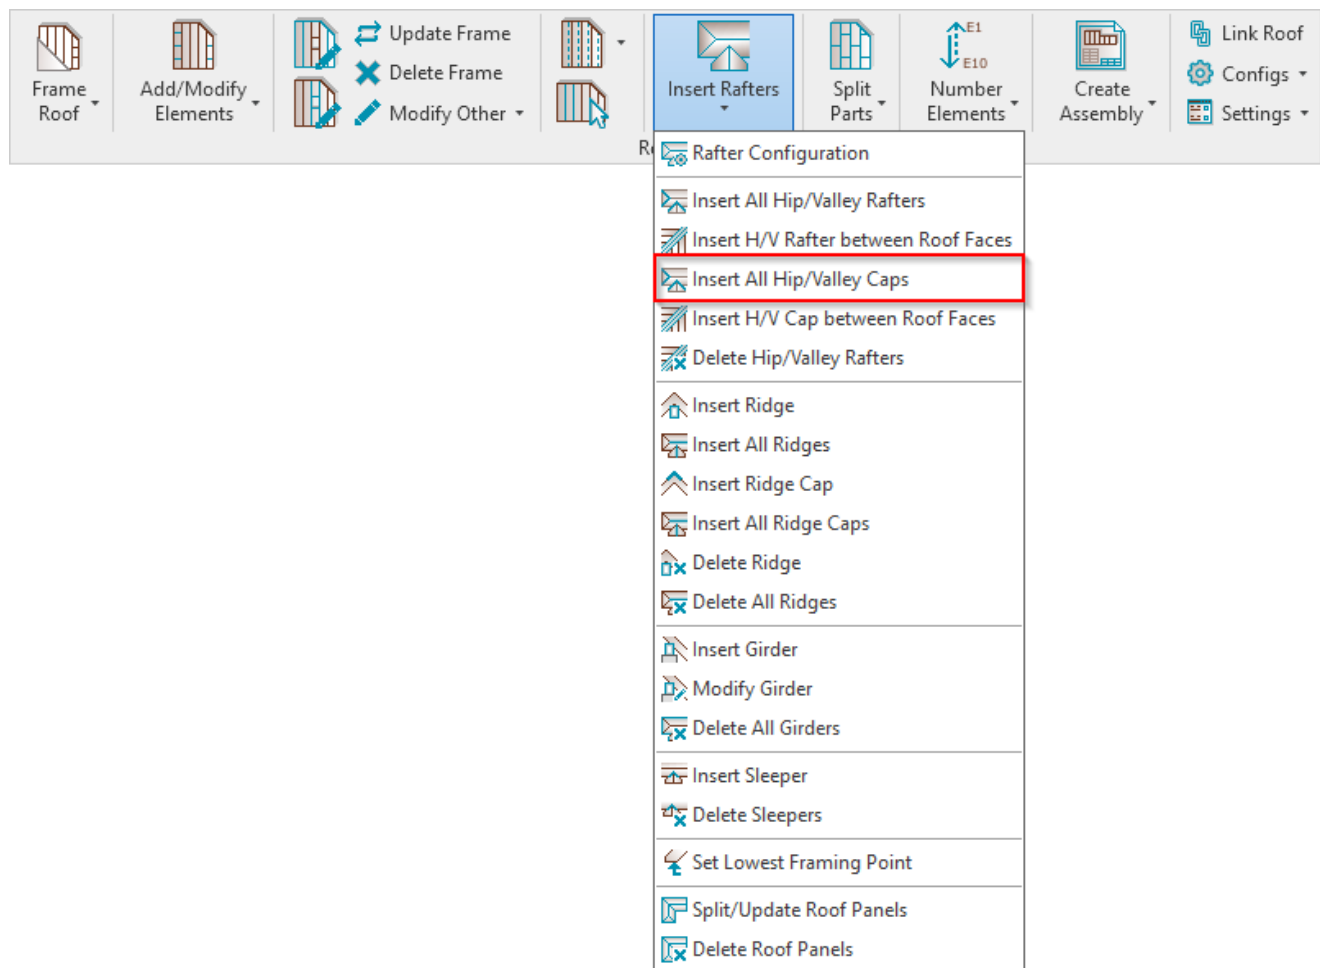 Frame
Roof
Add/Modify
Elements
Update Frame
Delete Frame
Modify Other
Insert Rafters
Split
Parts
E1
E10
Number
Elements
Create
Assembly
Link Roof
Configs
Settings
Rafter Configuration
Insert All Hip/Valley Rafters
Insert H/V Rafter between Roof Faces
Insert All Hip/Valley Caps
Insert H/V Cap between Roof Faces
Delete Hip/Valley Rafters
Insert Ridge
Insert All Ridges
Insert Ridge Cap
Insert All Ridge Caps
Delete Ridge
Delete All Ridges
Insert Girder
Modify Girder
Delete All Girders
Insert Sleeper
Delete Sleepers
Set Lowest Framing Point
Split/Update Roof Panels
Delete Roof Panels